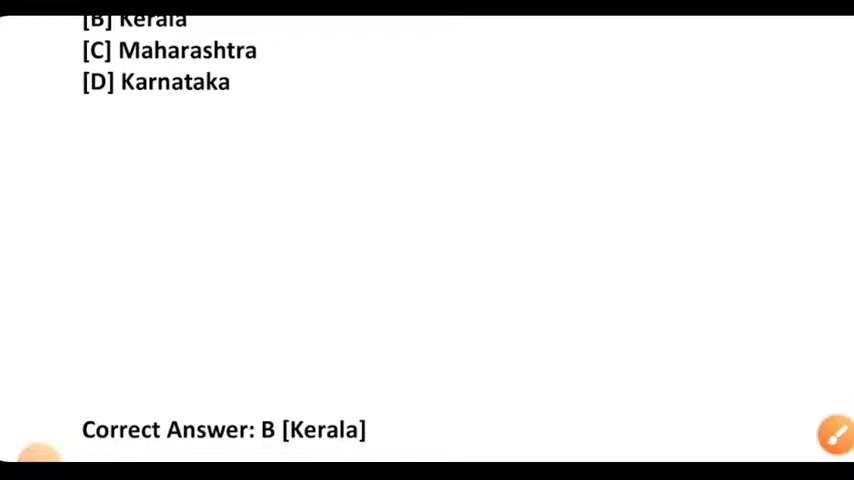 [B] Kerala
[C] Maharashtra
[D] Karnataka
Correct Answer: B [Kerala]